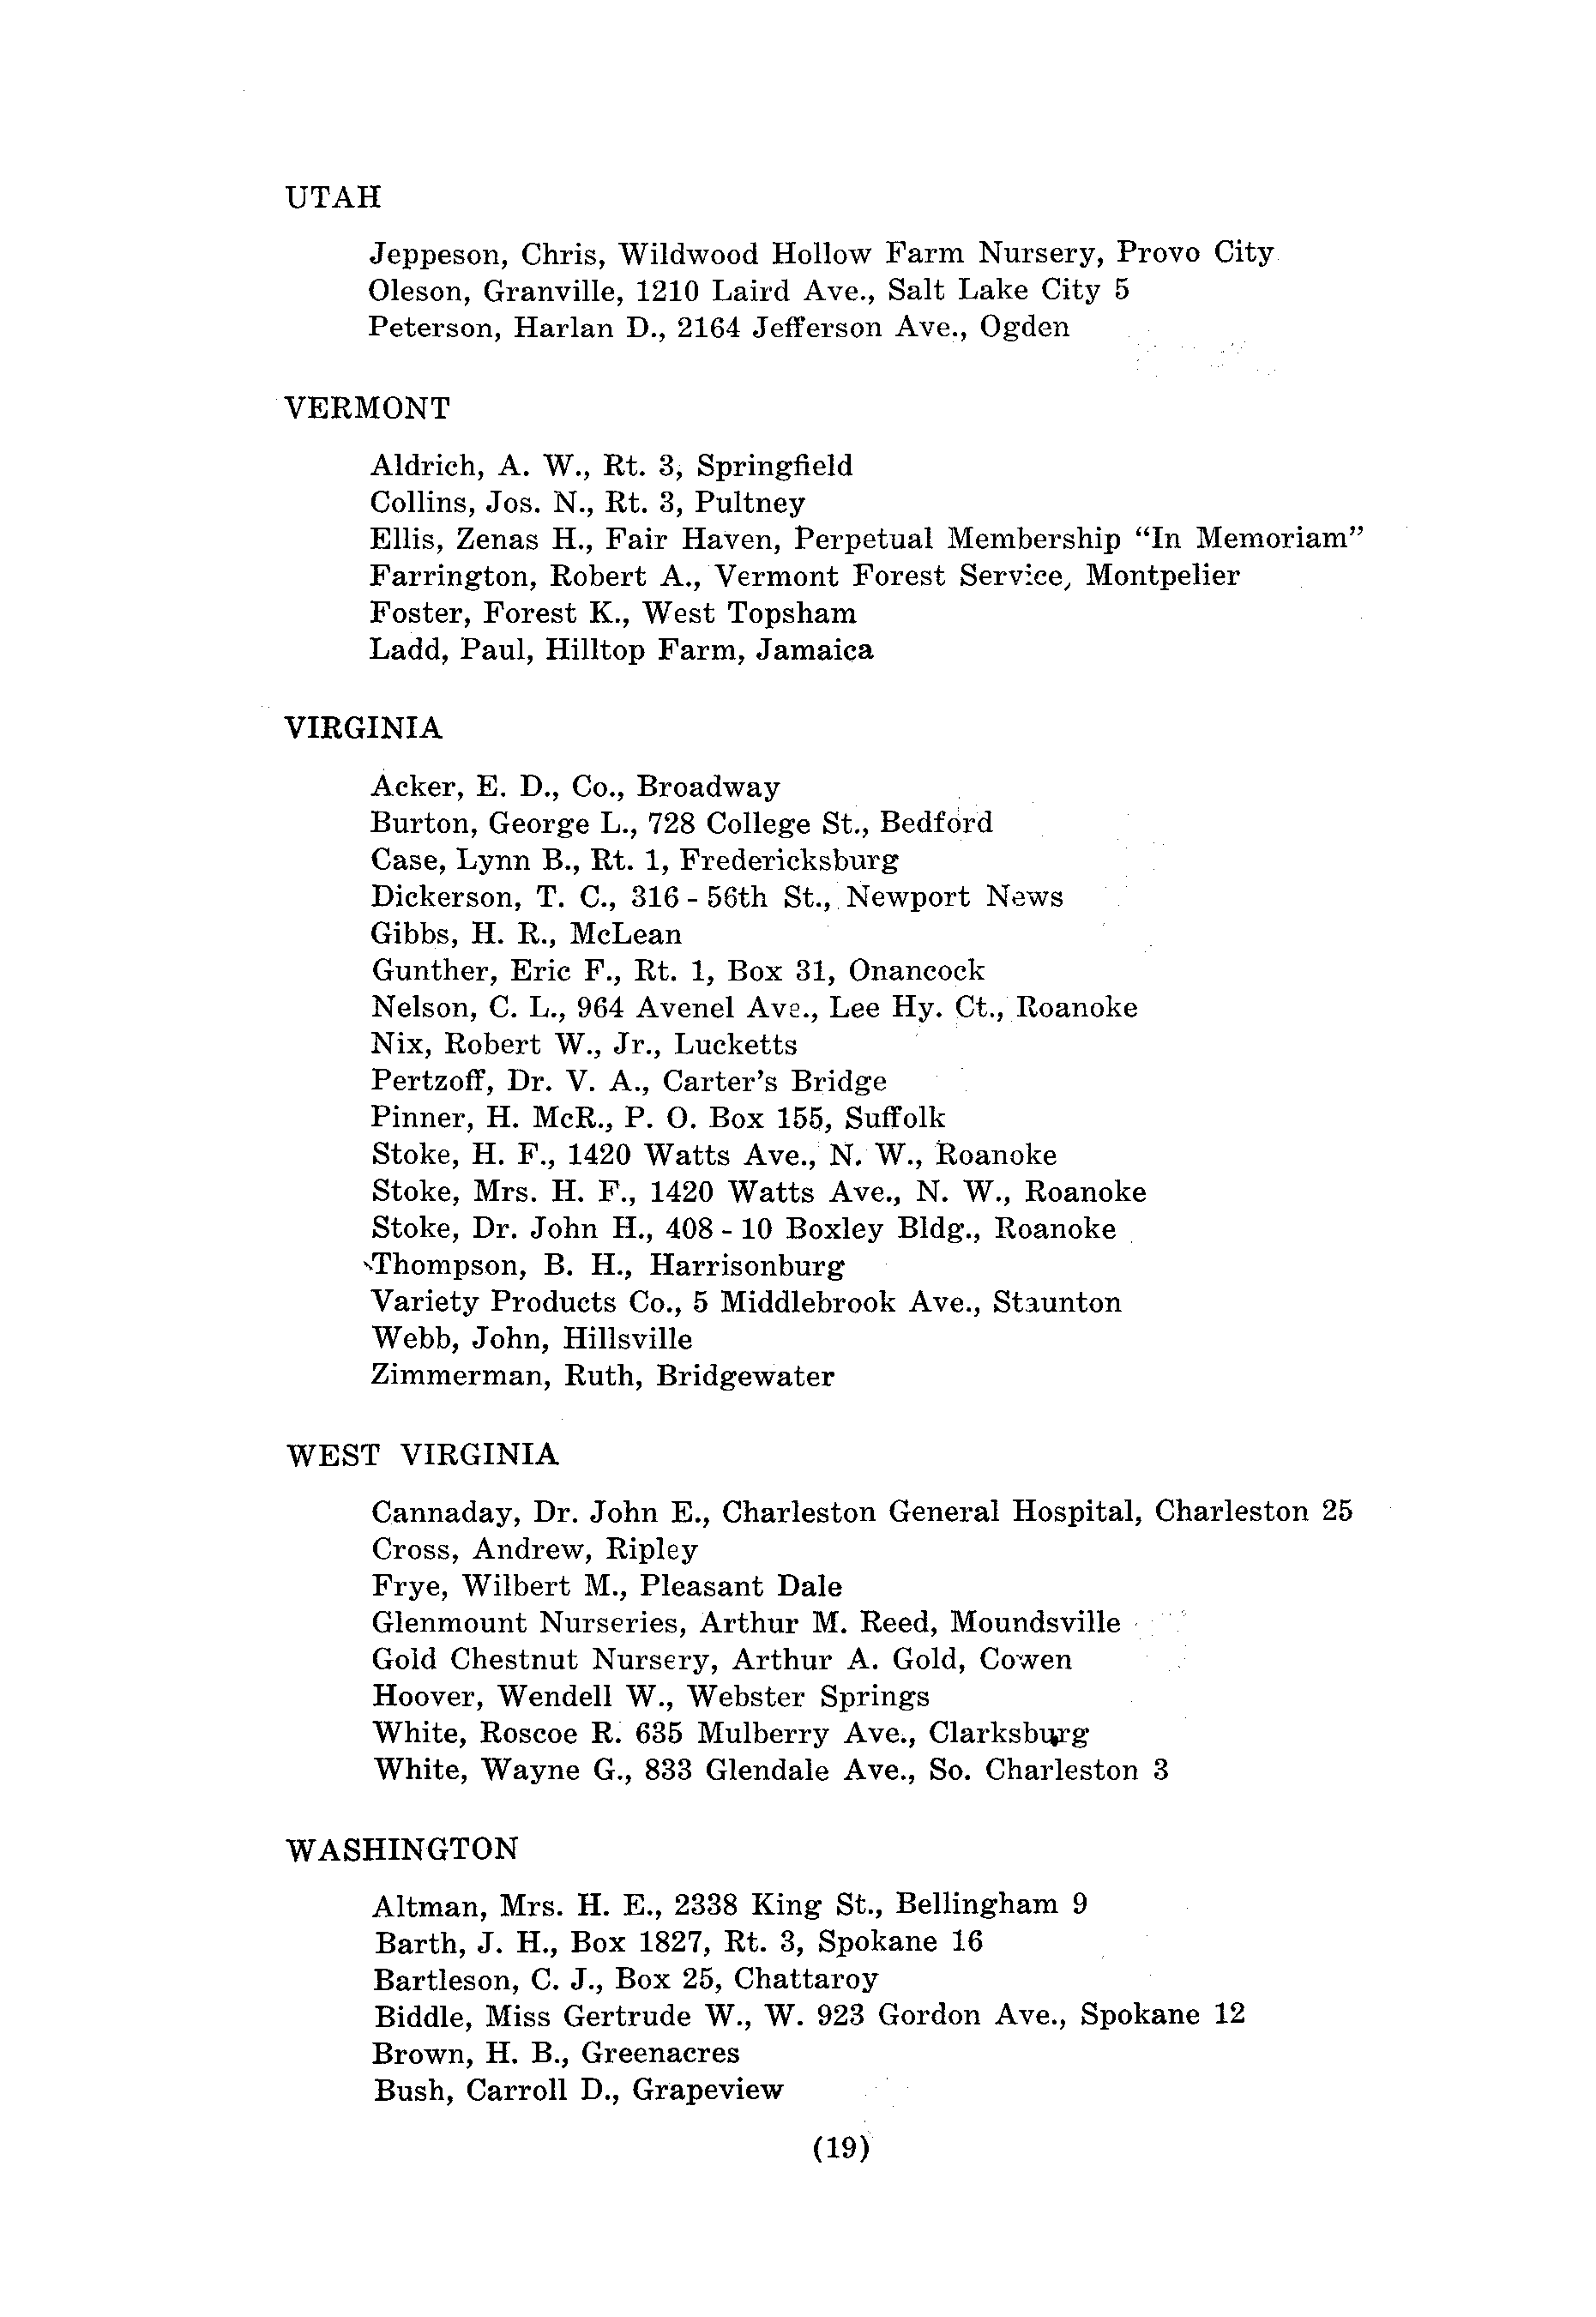 UTAH
Jeppeson, Chris, Wildwood Hollow Farm Nursery, Provo City
Oleson, Granville, 1210 Laird Ave., Salt Lake City 5
Peterson, Harlan D., 2164 Jefferson Ave., Ogden
VERMONT
Aldrich, A. W., Rt. 3, Springfield
Collins, Jos. N., Rt. 3, Pultney
Ellis, Zenas H., Fair Haven, Perpetual Membership “In Memoriam”
Farrington, Robert A., Vermont Forest Service, Montpelier
Foster, Forest K., West Topsham
Ladd, Paul, Hilltop Farm, Jamaica
VIRGINIA
Acker, E. D., Co., Broadway
Burton, George L., 728 College St., Bedford
Case, Lynn B., Rt. 1, Fredericksburg
Dickerson, T. C., 316 - 56th St., Newport News
Gibbs, H. R., McLean
Gunther, Eric F., Rt. 1, Box 31, Onancock
Nelson, C. L., 964 Avenel Ave., Lee Hy. Ct., Roanoke
Nix, Robert W., Jr., Lucketts
Pertzoff, Dr. V. A., Carter’s Bridge
Pinner, H. McR., P. O. Box 155, Suffolk
Stoke, H. F., 1420 Watts Ave., N. W., Roanoke
Stoke, Mrs. H. F., 1420 Watts Ave., N. W., Roanoke
Stoke, Dr. John H., 408 - 10 Boxley Bldg., Roanoke
Thompson, B. H., Harrisonburg
Variety Products Co., 5 Middlebrook Ave., Staunton
Webb, John, Hillsville
Zimmerman, Ruth, Bridgewater
WEST VIRGINIA
Cannaday, Dr. John E., Charleston General Hospital, Charleston 25
Cross, Andrew, Ripley
Frye, Wilbert M., Pleasant Dale
Glenmount Nurseries, Arthur M. Reed, Moundsville
Gold Chestnut Nursery, Arthur A. Gold, Cowen
Hoover, Wendell W., Webster Springs
White, Roscoe R. 635 Mulberry Ave., Clarksburg
White, Wayne G., 833 Glendale Ave., So. Charleston 3
WASHINGTON
Altman, Mrs. H. E., 2338 King St., Bellingham 9
Barth, J. H., Box 1827, Rt. 3, Spokane 16
Bartleson, C. J., Box 25, Chattaroy
Biddle, Miss Gertrude W., W. 923 Gordon Ave., Spokane 12
Brown, H. B., Greenacres
Bush, Carroll D., Grapeview
(19)